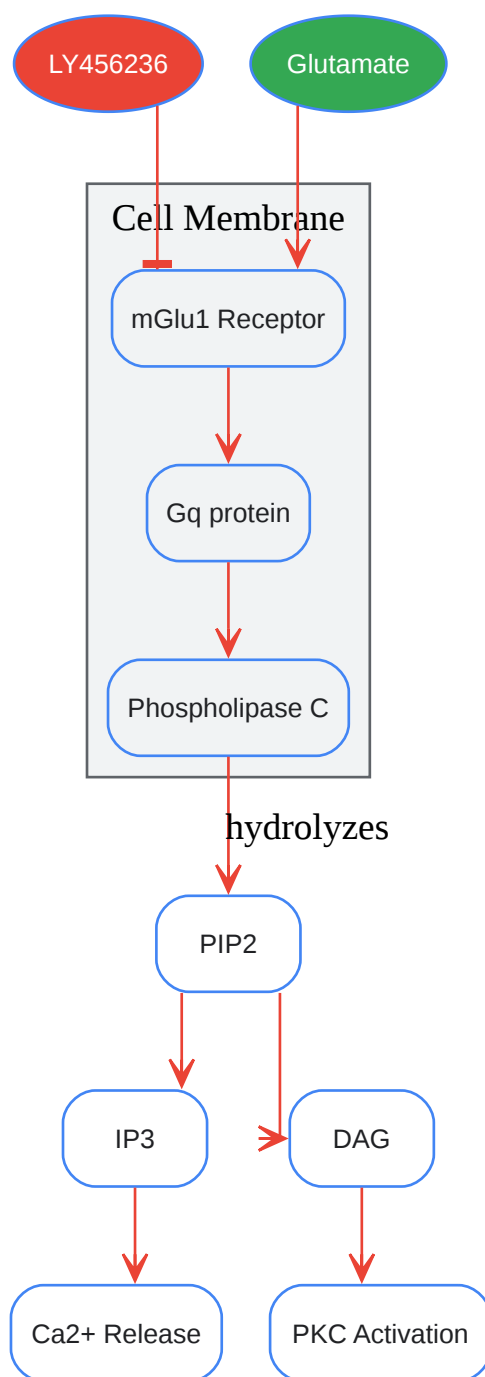 LY456236
Glutamate
Cell Membrane
mGlu1 Receptor
Gq protein
Phospholipase C
hydrolyzes
PIP2
IP3
DAG
Ca2+ Release
PKC Activation